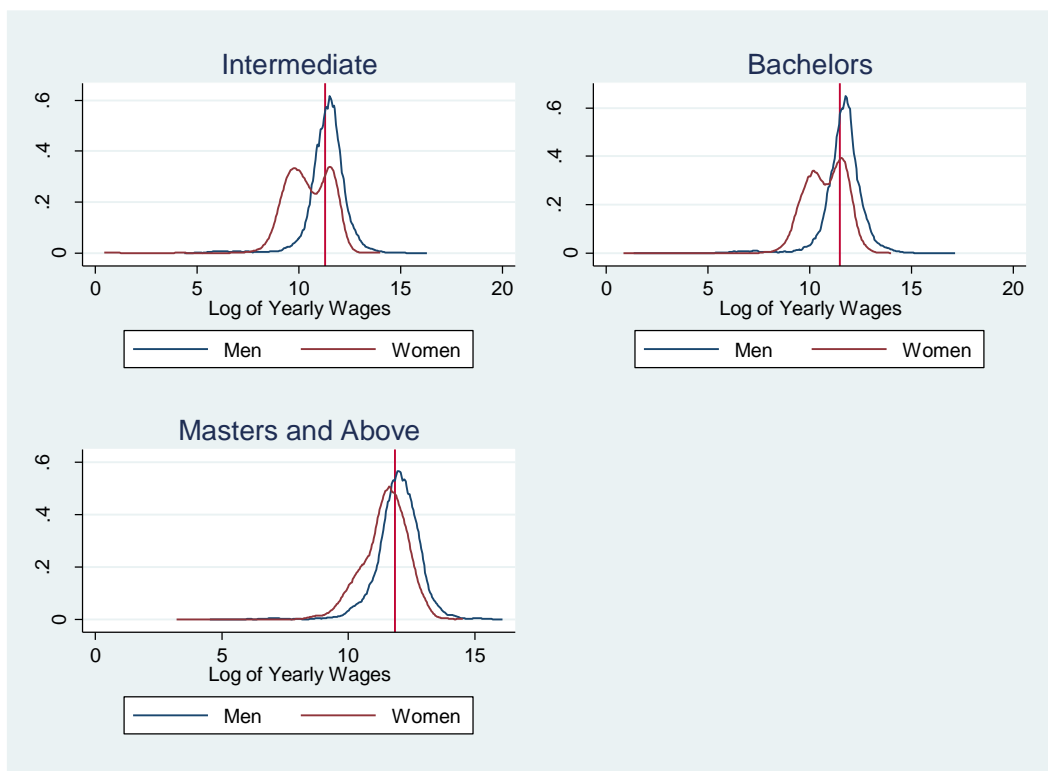 Intermediate
.6
.4
.2
0
0 5 10 15 20
Log of Yearly Wages
Men Women
Bachelors
.6
.4
.2
0
0 5 10 15 20
Log of Yearly Wages
Men Women
Masters and Above
.6
.4
.2
0
0 5 10 15
Log of Yearly Wages
Men Women